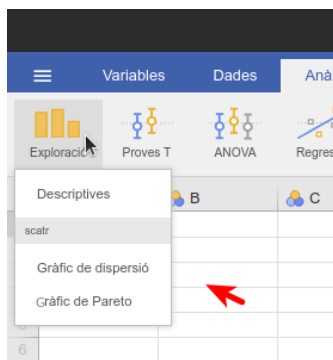 Variables Dades Anà
Exploració Proves T ANOVA Regres
Descriptives
B C
scatr
Gràfic de dispersió
Gràfic de Pareto
6